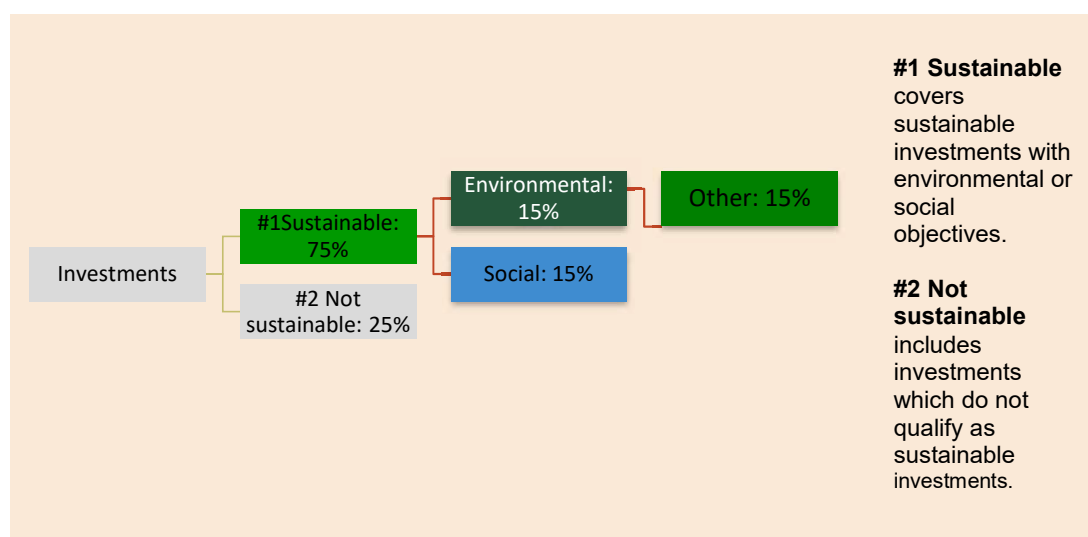 Investments
#1Sustainable:
75%
#2 Not
sustainable: 25%
Environmental:
15%
Social: 15%
Other: 15%
#1 Sustainable
covers
sustainable
investments with
environmental or
social
objectives.
#2 Not
sustainable
includes
investments
which do not
qualify as
sustainable
investments.